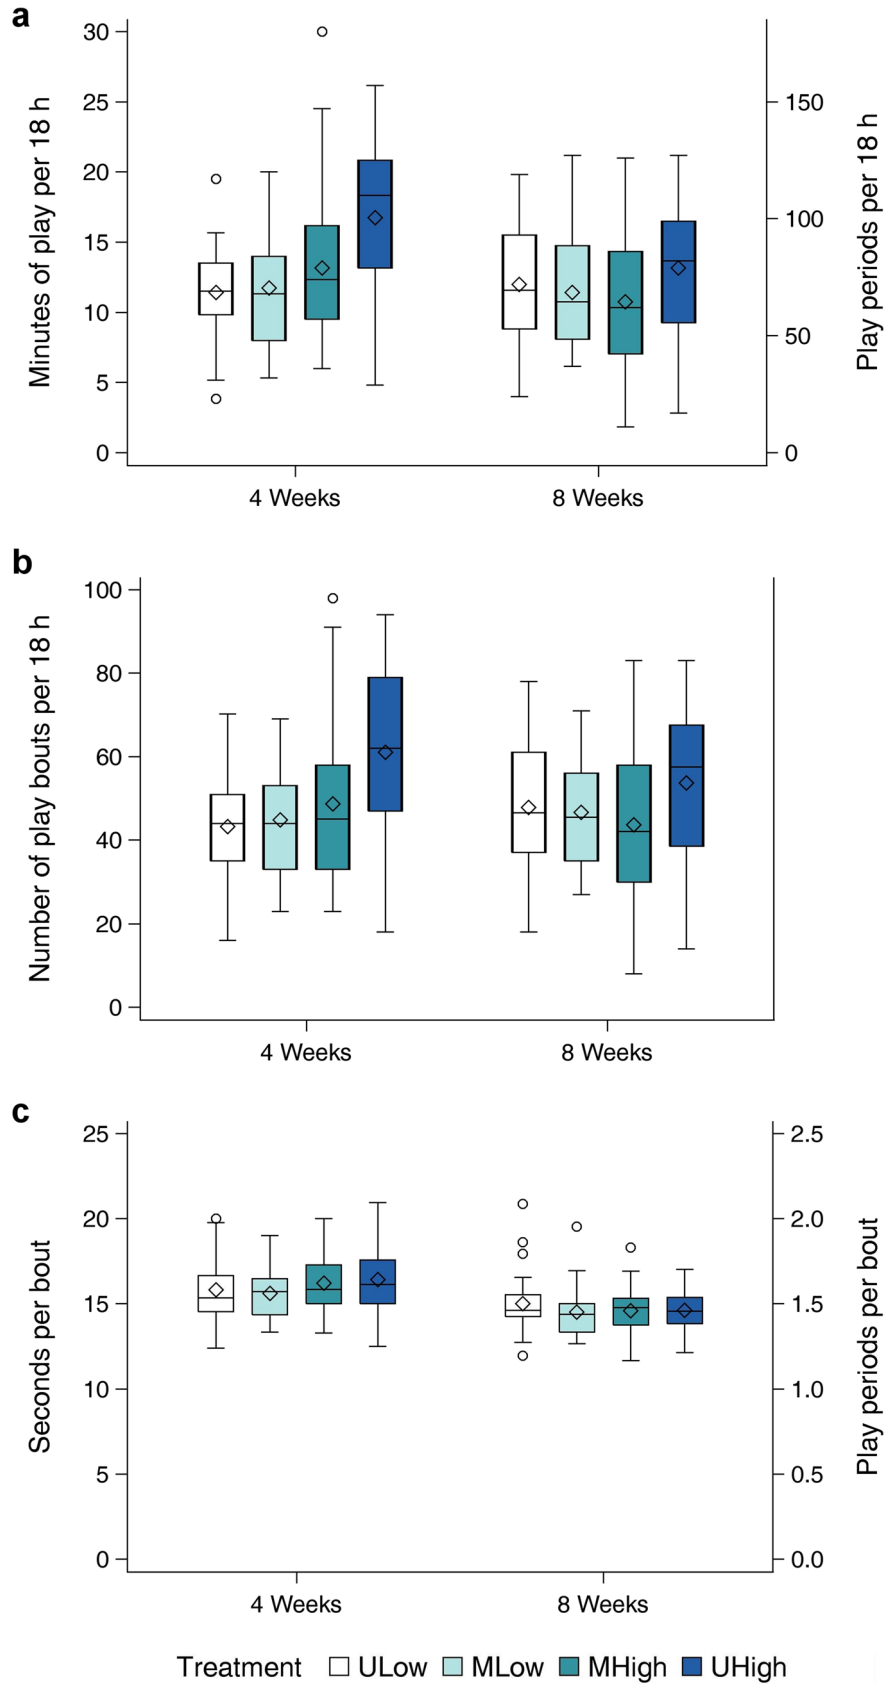 a
Minutes of play per 18 h
30
25
20
15
10
5
0
150
100
50
0
Play periods per 18 h
4 Weeks 8 Weeks
b
Number of play bouts per 18 h
100
80
60
40
20
0
4 Weeks 8 Weeks
c
Seconds per bout
25
20
15
10
5
0
2.5
2.0
1.5
1.0
0.5
0.0
Play periods per bout
4 Weeks 8 Weeks
Treatment ULow MLow MHigh UHigh